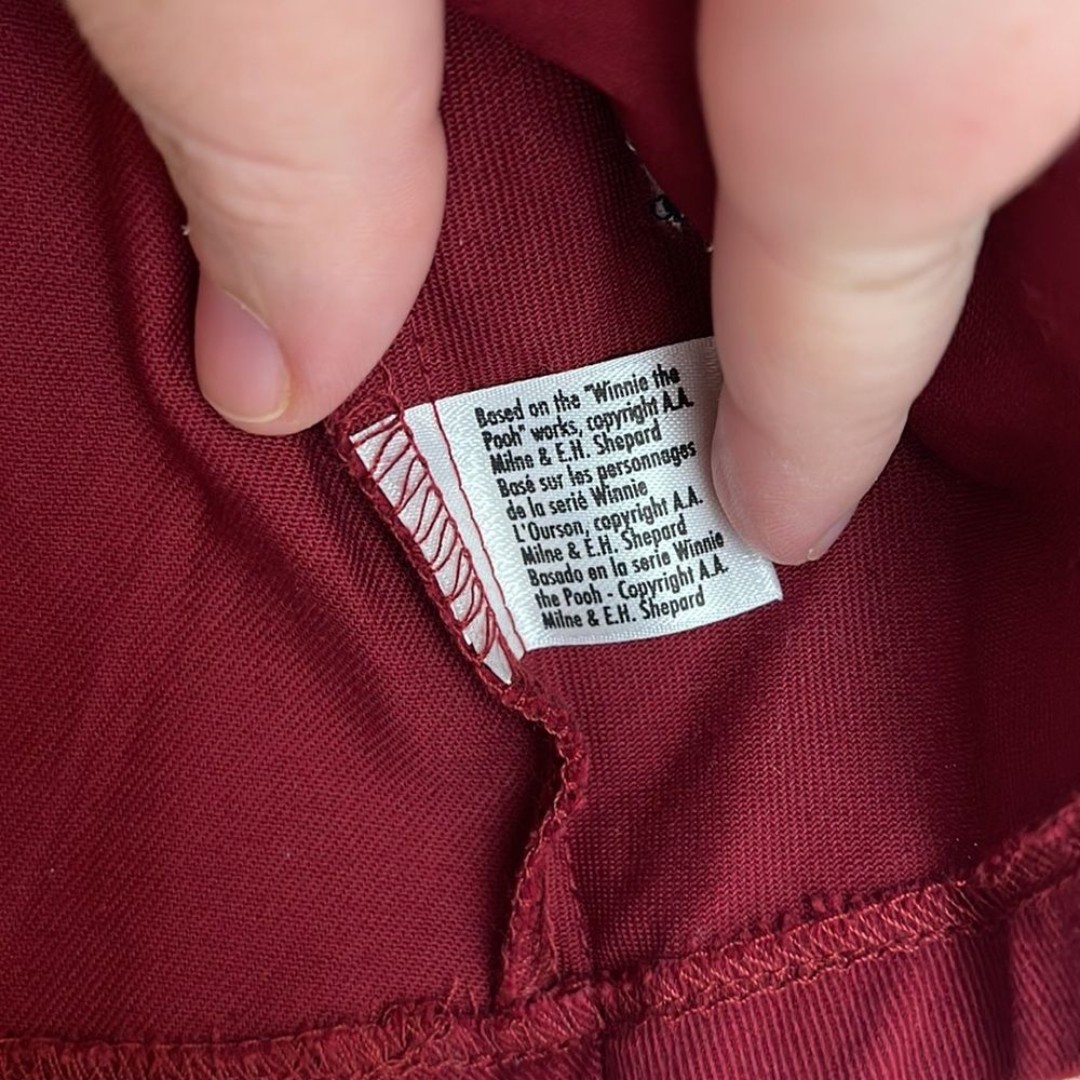 Based on the "Winnie the
Pooh" works, copyright A.A.
Milne & E.H. Shepard
Basé sur les personnages
de la serié Winnie
L'Ourson, copyright A.A.
Milne & E.H. Shepard
Basado en la serie Winnie
the Pooh - Copyright A.A.
Milne & E.H. Shepard